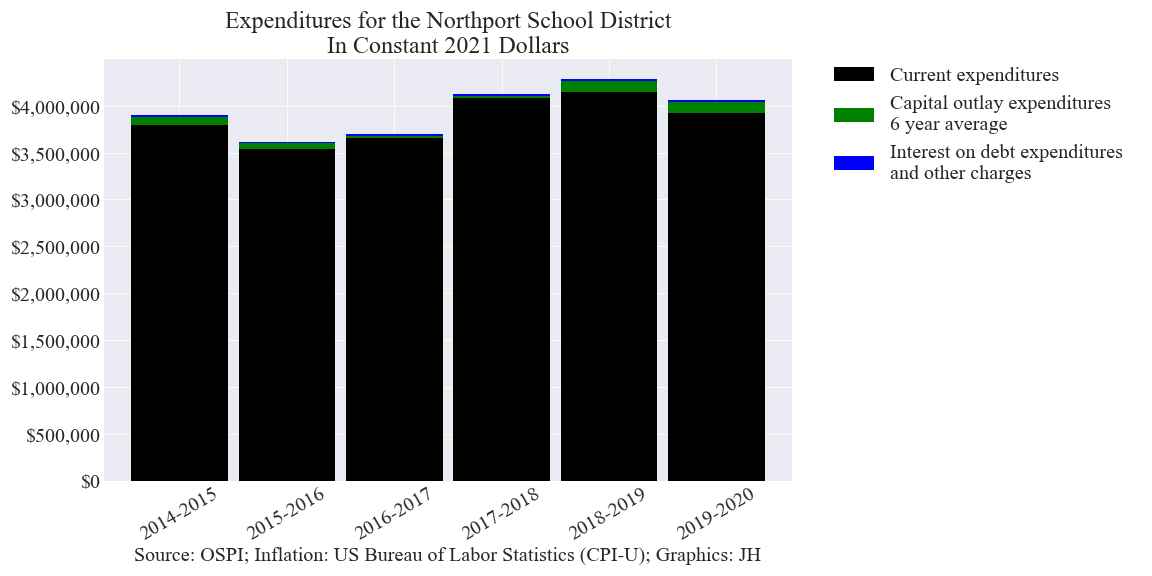 Expenditures for the Northport School District
In Constant 2021 Dollars
Current expenditures
Capital outlay expenditures
6 year average
Interest on debt expenditures
and other charges
$4,000,000
$3,500,000
$3,000,000
$2,500,000
$2,000,000
$1,500,000
$1,000,000
$500,000
$0
2014-2015
2015-2016
2016-2017
2017-2018
2018-2019
2019-2020
Source: OSPI; Inflation: US Bureau of Labor Statistics (CPI-U); Graphics: JH